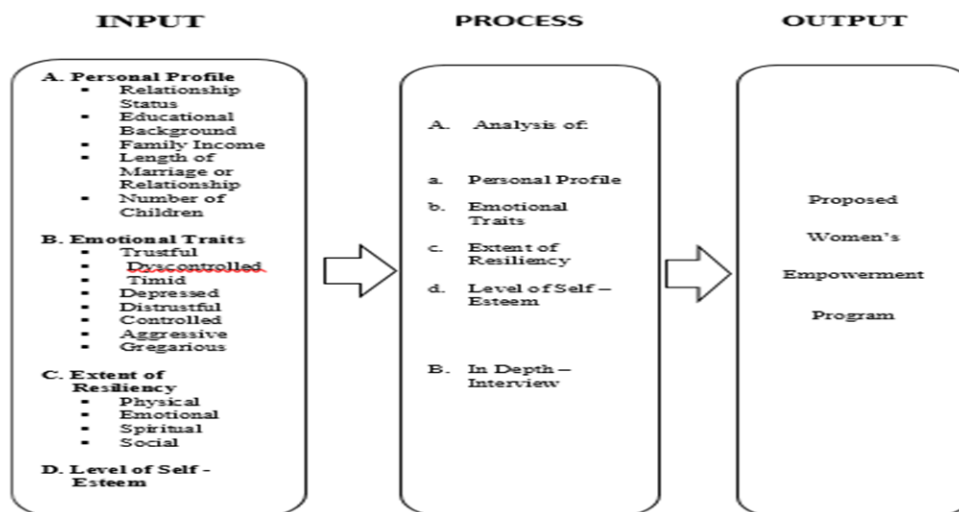 INPUT
A. Personal Profile
▪ Relationship
Status
▪ Educational
Background
▪ Family Income
▪ Length of
Marriage or
Relationship
▪ Number of
Children
B. Emotional Traits
▪ Trustful
▪ Dyscontrolled
▪ Timid
▪ Depressed
▪ Distrustful
▪ Controlled
▪ Aggressive
▪ Gregarious
C. Extent of
Resiliency
▪ Physical
▪ Emotional
▪ Spiritual
▪ Social
D. Level of Self -
Esteem
PROCESS
A. Analysis of:
a. Personal Profile
b. Emotional
Traits
c. Extent of
Resiliency
d. Level of Self –
Esteem
B. In Depth –
Interview
OUTPUT
Proposed
Women's
Empowerment
Program